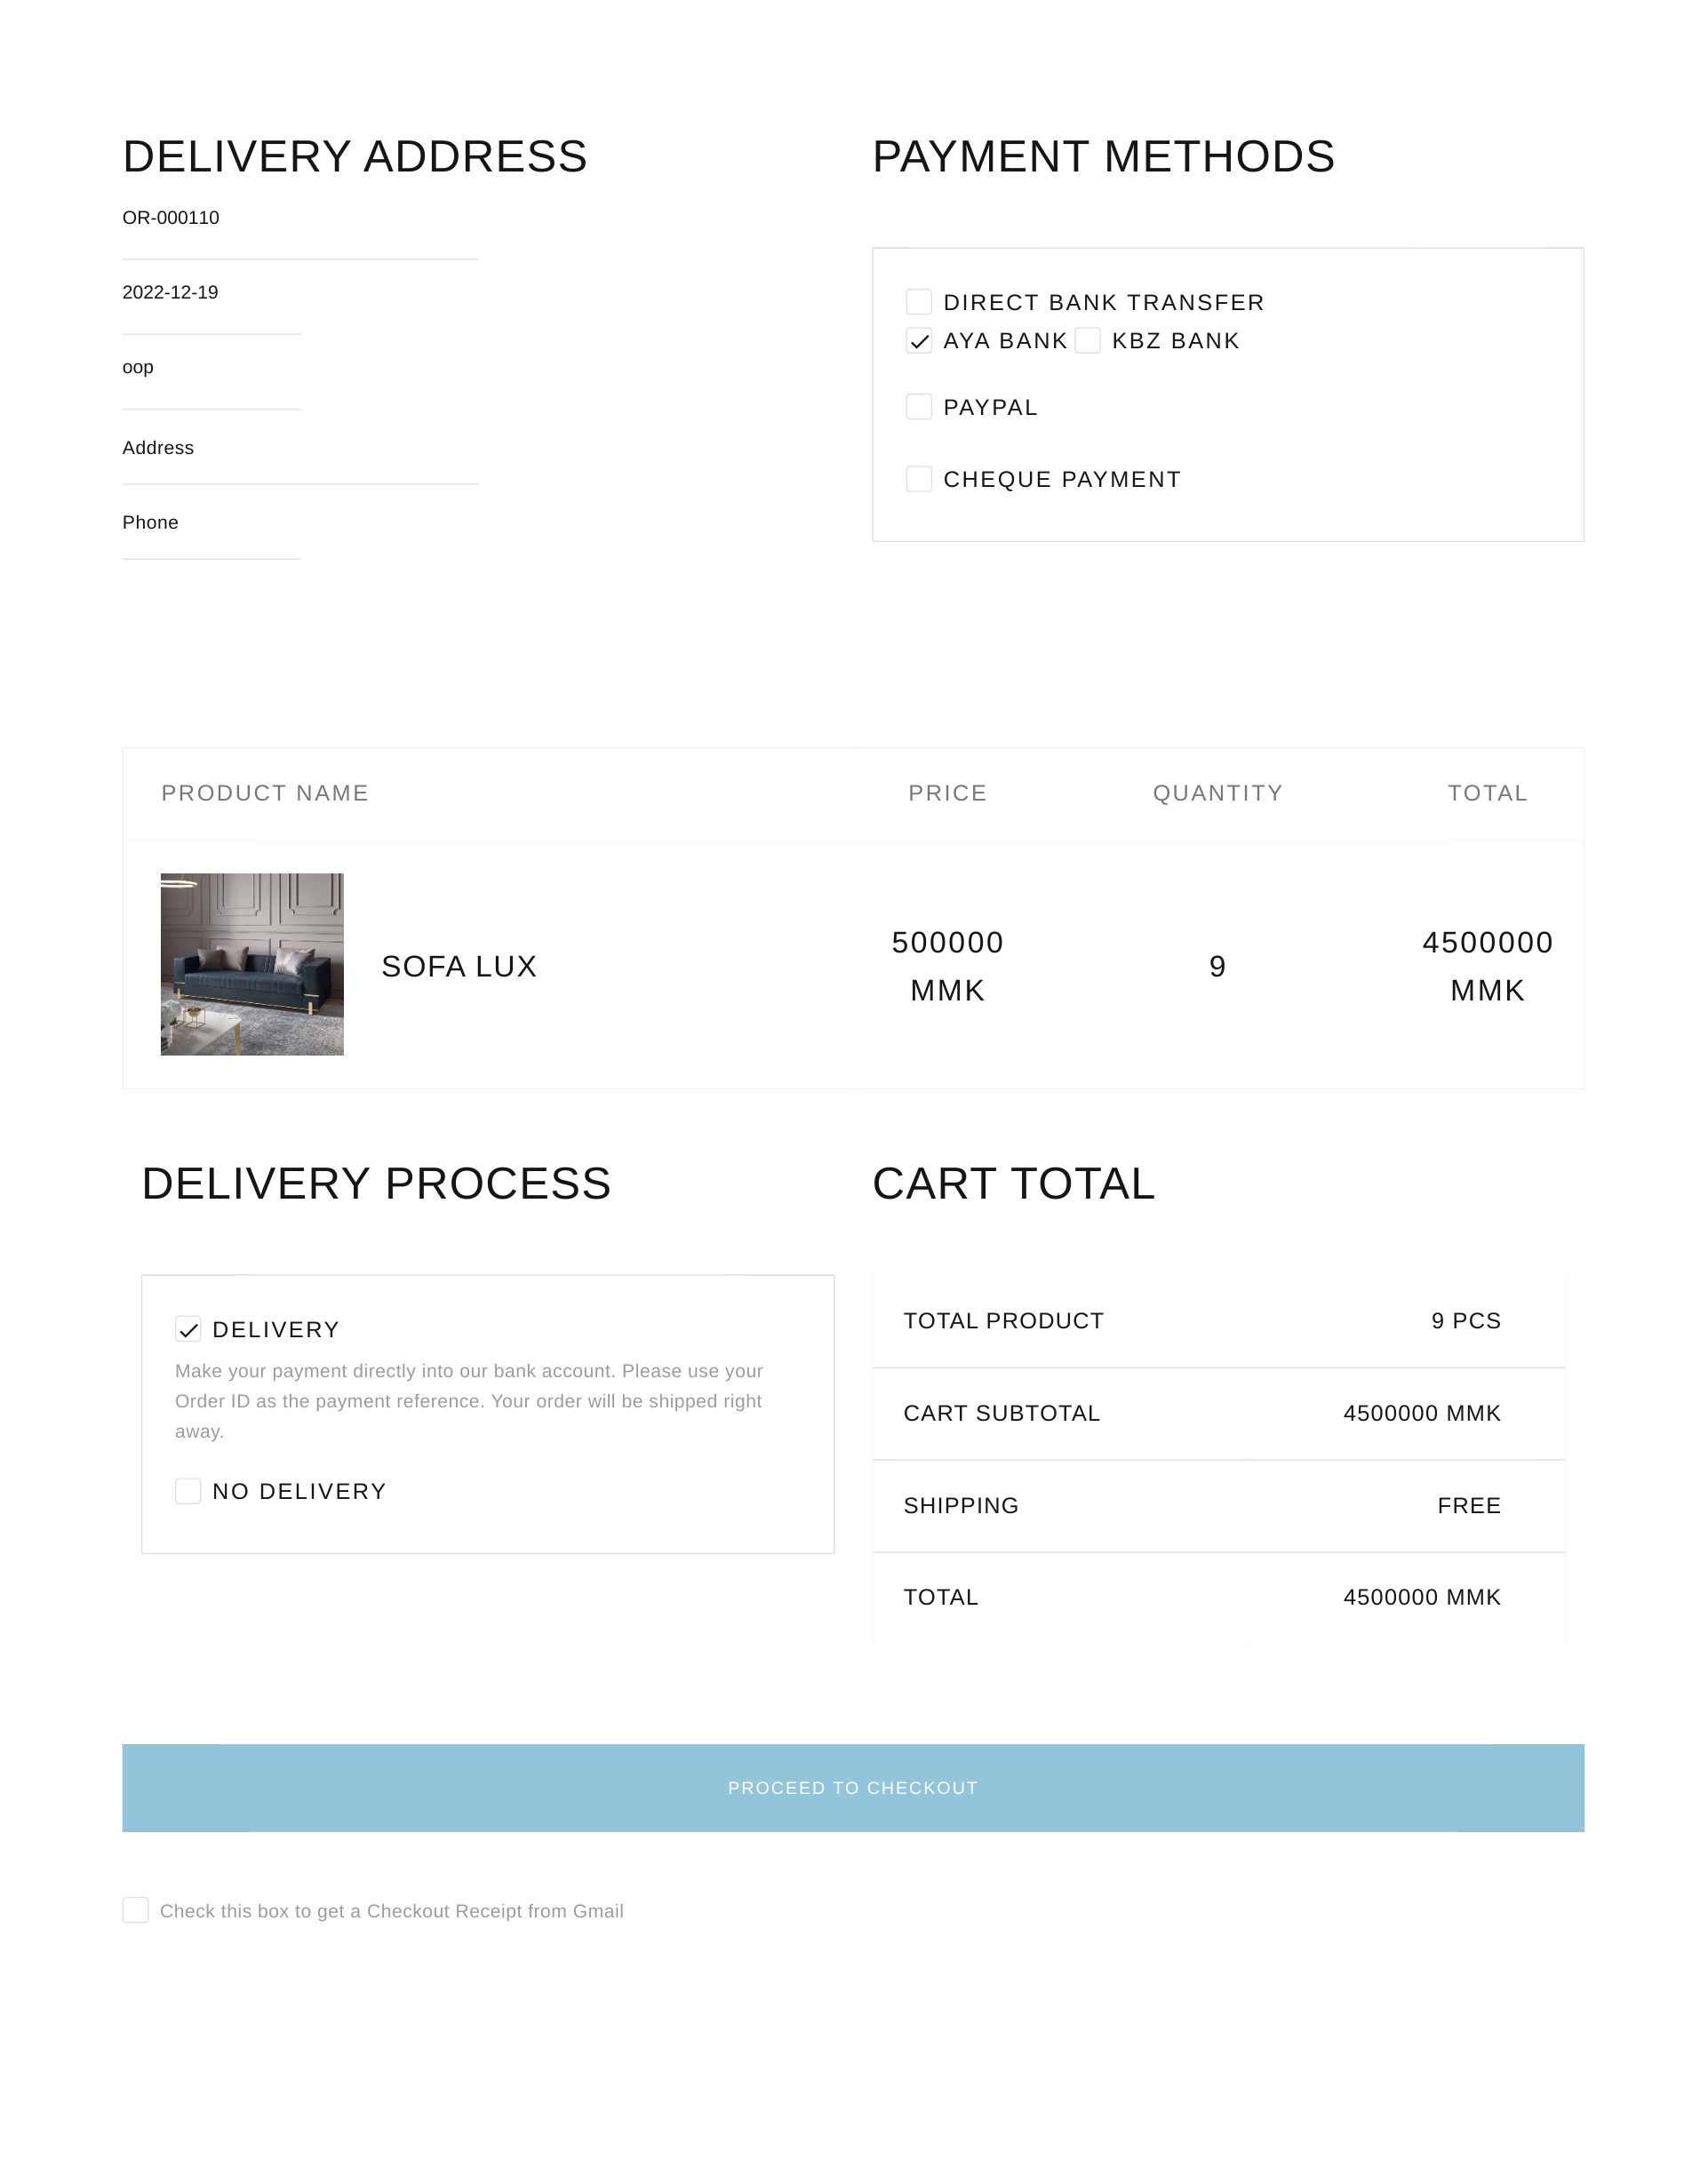 DELIVERY ADDRESS
OR-000110
2022-12-19
oop
Address
Phone
PAYMENT METHODS
DIRECT BANK TRANSFER
AYA BANK KBZ BANK
PAYPAL
CHEQUE PAYMENT
PRODUCT NAME PRICE QUANTITY TOTAL
SOFA LUX 500000 MMK 9 4500000 MMK
DELIVERY PROCESS
DELIVERY
Make your payment directly into our bank account. Please use your
Order ID as the payment reference. Your order will be shipped right
away.
NO DELIVERY
CART TOTAL
TOTAL PRODUCT 9 PCS
CART SUBTOTAL 4500000 MMK
SHIPPING FREE
TOTAL 4500000 MMK
PROCEED TO CHECKOUT
Check this box to get a Checkout Receipt from Gmail